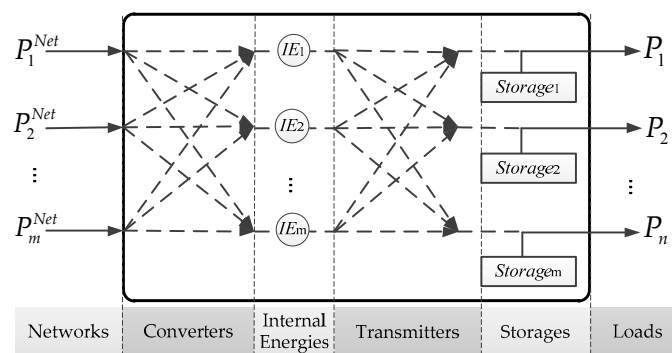 P₁ᴺᵉᵗ IE₁ P₁
Storage₁
P₂ᴺᵉᵗ IE₂ P₂
Storage₂
⋮ ⋮ ⋮
Pₘᴺᵉᵗ IEₘ Pₙ
Storageₘ
Networks Converters Internal Energies Transmitters Storages Loads